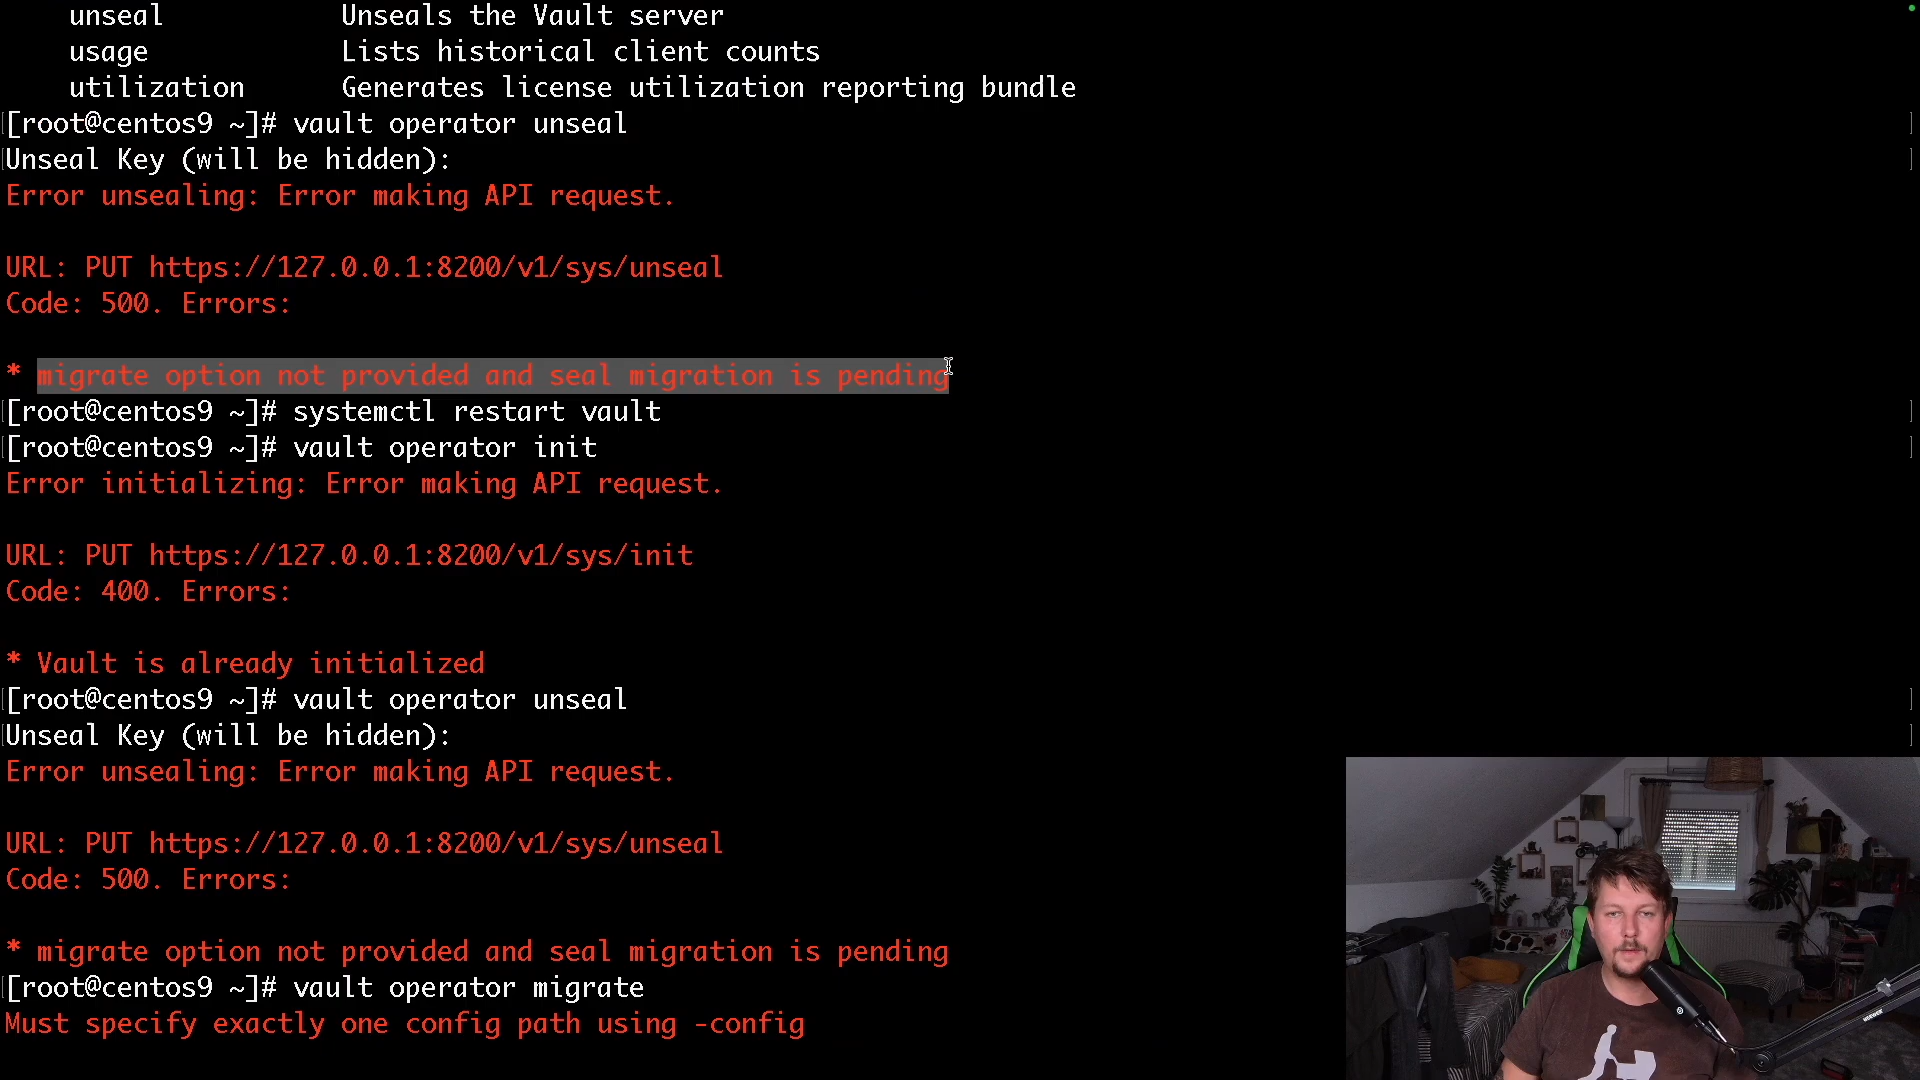 unseal Unseals the Vault server
usage Lists historical client counts
utilization Generates license utilization reporting bundle
[root@centos9 ~]# vault operator unseal
Unseal Key (will be hidden):
Error unsealing: Error making API request.
URL: PUT https://127.0.0.1:8200/v1/sys/unseal
Code: 500. Errors:
* migrate option not provided and seal migration is pending
[root@centos9 ~]# systemctl restart vault
[root@centos9 ~]# vault operator init
Error initializing: Error making API request.
URL: PUT https://127.0.0.1:8200/v1/sys/init
Code: 400. Errors:
* Vault is already initialized
[root@centos9 ~]# vault operator unseal
Unseal Key (will be hidden):
Error unsealing: Error making API request.
URL: PUT https://127.0.0.1:8200/v1/sys/unseal
Code: 500. Errors:
* migrate option not provided and seal migration is pending
[root@centos9 ~]# vault operator migrate
Must specify exactly one config path using -config